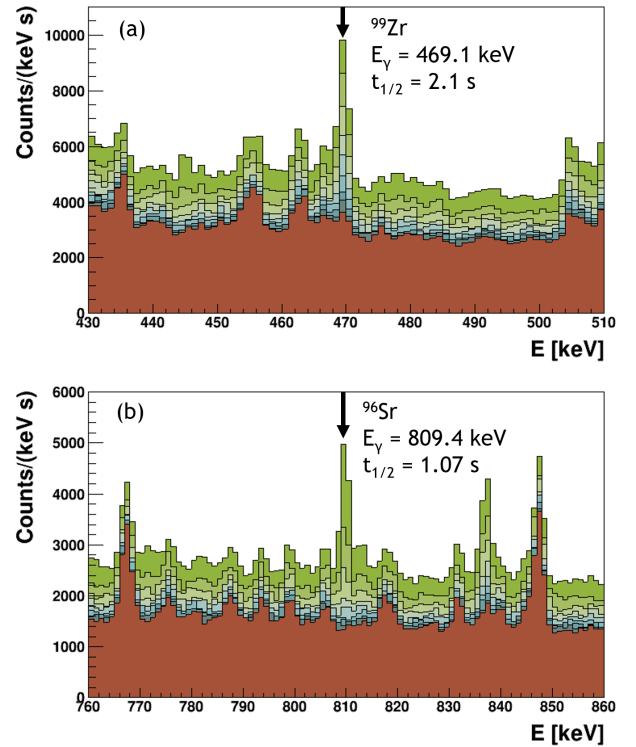 (a)
⁹⁹Zr
Eγ = 469.1 keV
t₁/₂ = 2.1 s
Counts/(keV s)
10000
8000
6000
4000
2000
0
430 440 450 460 470 480 490 500 510
E [keV]
(b)
⁹⁶Sr
Eγ = 809.4 keV
t₁/₂ = 1.07 s
Counts/(keV s)
6000
5000
4000
3000
2000
1000
0
760 770 780 790 800 810 820 830 840 850 860
E [keV]